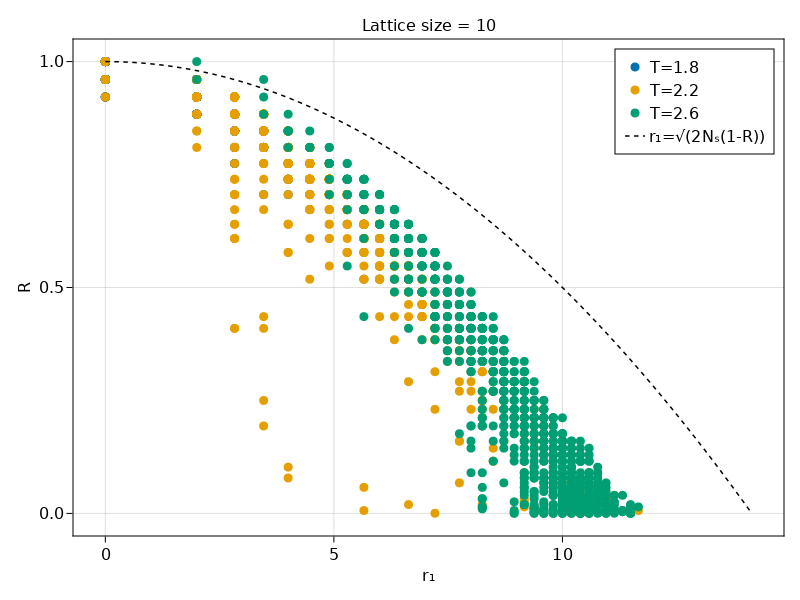 Lattice size = 10
T=1.8
T=2.2
T=2.6
r₁=√(2Nₛ(1-R))
1.0
0.5
0.0
R
0
5
10
r₁